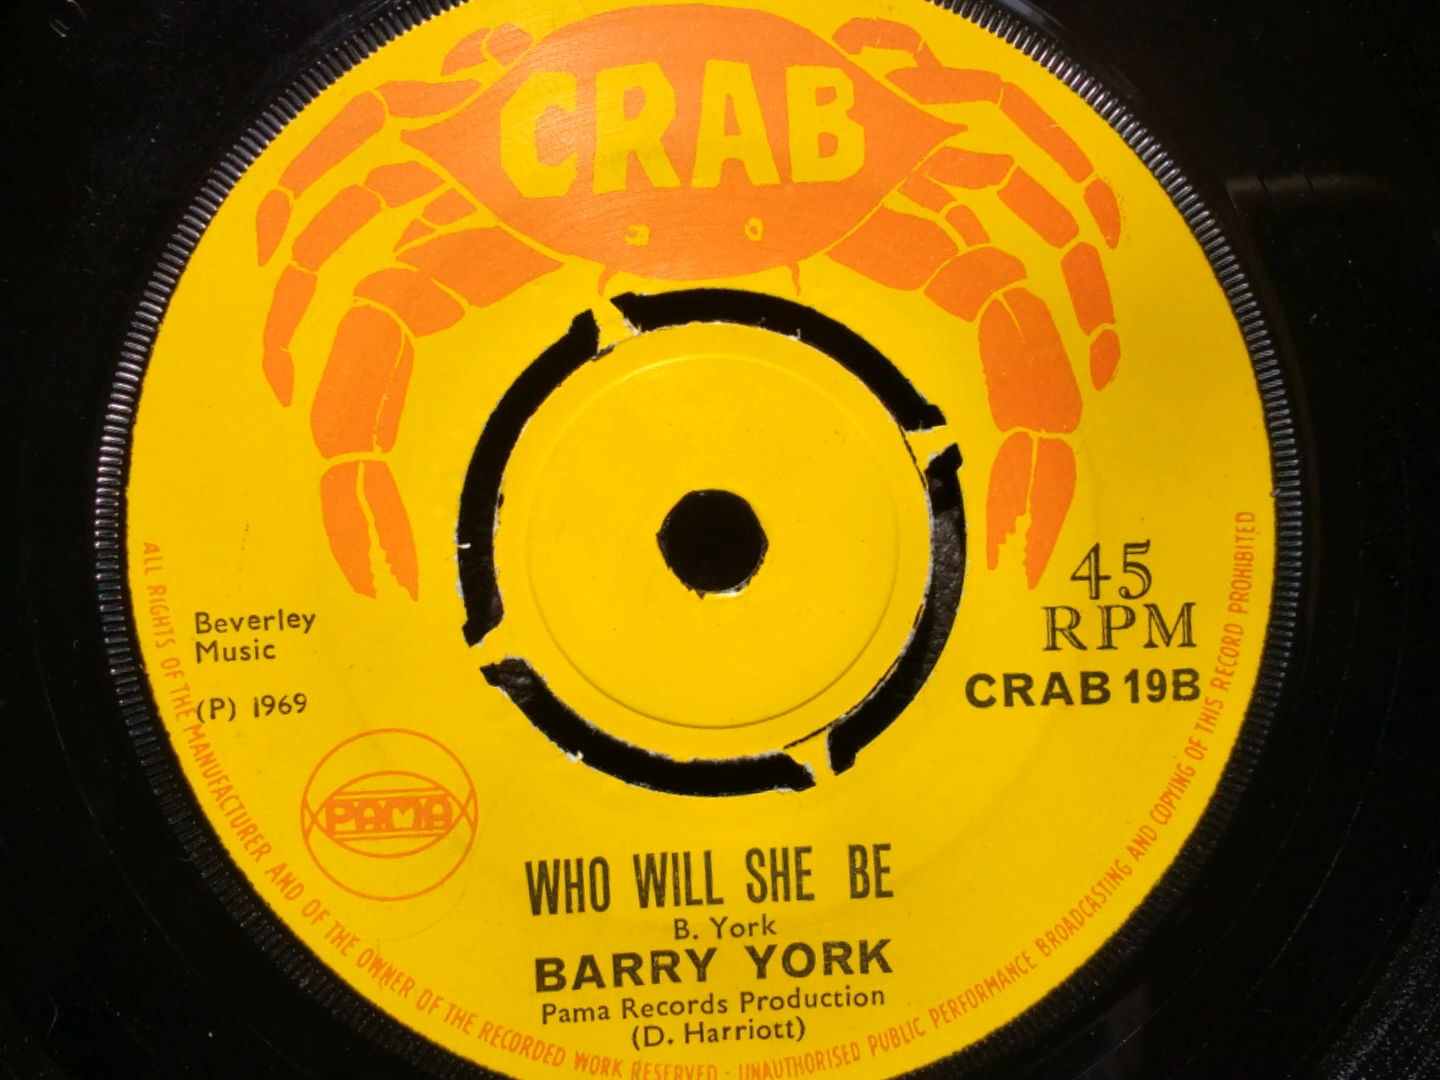 CRAB
45
RPM
CRAB 19B
Beverley
Music
(P) 1969
PAMA
WHO WILL SHE BE
B. York
BARRY YORK
Pama Records Production
(D. Harriott)
ALL RIGHTS OF THE MANUFACTURER AND OF THE OWNER OF THE RECORDED WORK RESERVED · UNAUTHORISED PUBLIC PERFORMANCE BROADCASTING AND COPYING OF THIS RECORD PROHIBITED